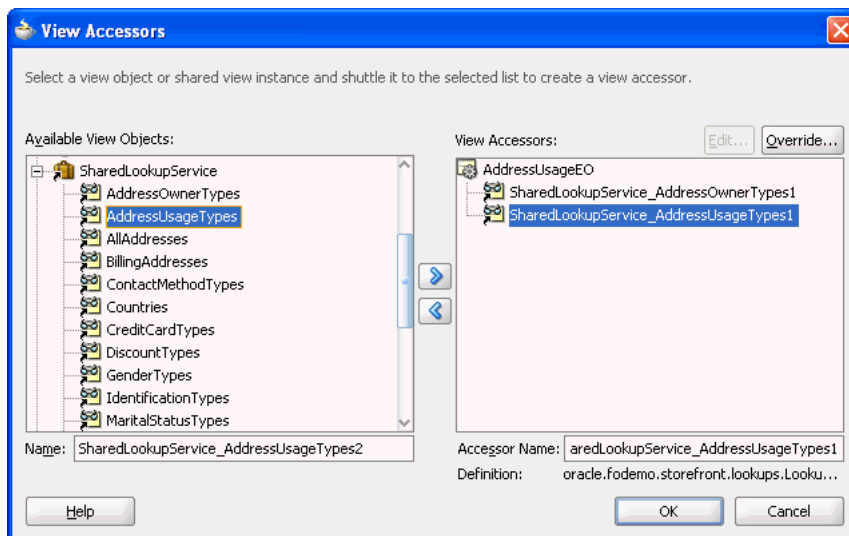 View Accessors
Select a view object or shared view instance and shuttle it to the selected list to create a view accessor.
Available View Objects:
SharedLookupService
AddressOwnerTypes
AddressUsageTypes
AllAddresses
BillingAddresses
ContactMethodTypes
Countries
CreditCardTypes
DiscountTypes
GenderTypes
IdentificationTypes
MaritalStatusTypes
Name: SharedLookupService_AddressUsageTypes2
View Accessors: Edit... Override...
AddressUsageEO
SharedLookupService_AddressOwnerTypes1
SharedLookupService_AddressUsageTypes1
Accessor Name: aredLookupService_AddressUsageTypes1
Definition: oracle.fodemo.storefront.lookups.Looku...
Help OK Cancel